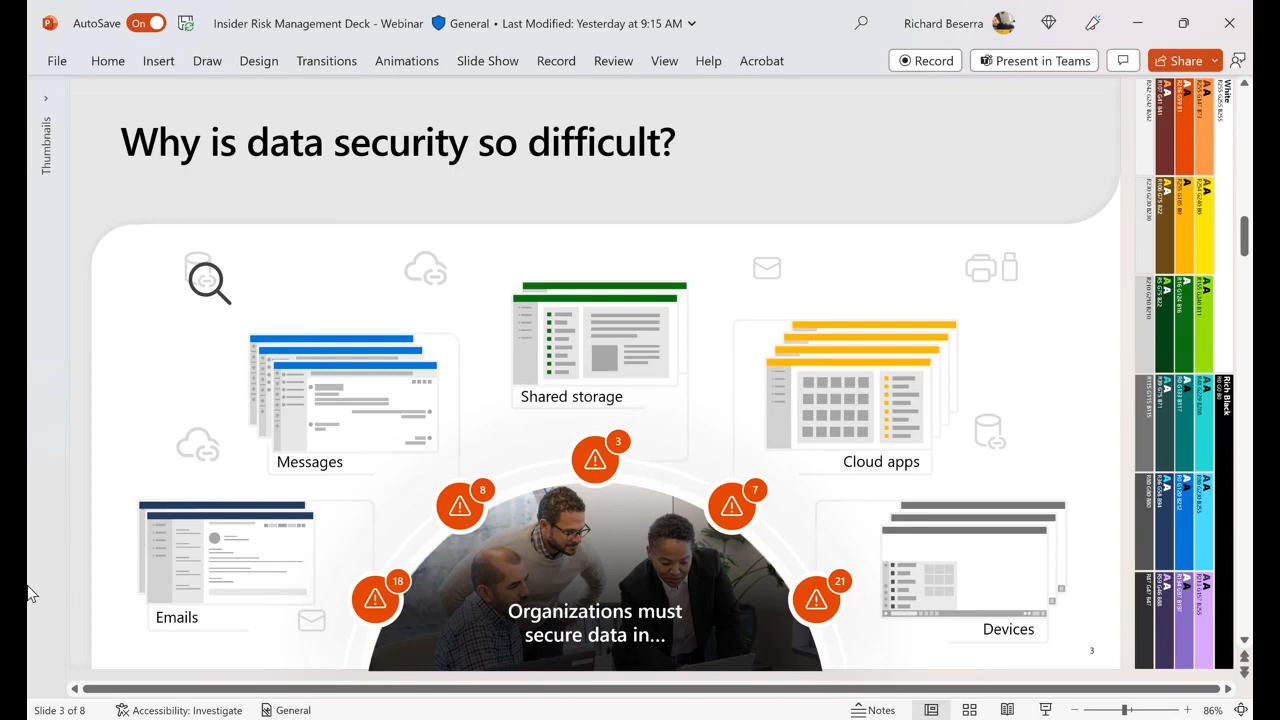 AutoSave On Insider Risk Management Deck - Webinar General • Last Modified: Yesterday at 9:15 AM Richard Beserra
File Home Insert Draw Design Transitions Animations Slide Show Record Review View Help Acrobat Record Present in Teams Share
Thumbnails
Why is data security so difficult?
Shared storage
Messages
Cloud apps
3
8
7
Emails
18
21
Organizations must
secure data in...
Devices
3
White
Rich Black
Slide 3 of 8 Accessibility: Investigate General Notes 86%